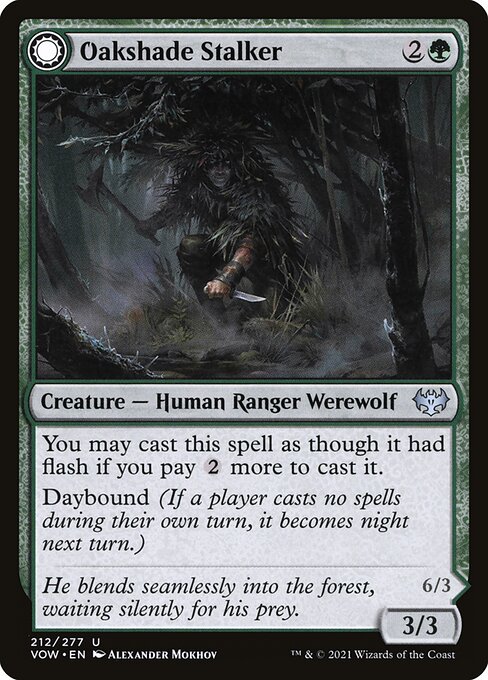 Oakshade Stalker 2
Creature — Human Ranger Werewolf
You may cast this spell as though it had
flash if you pay 2 more to cast it.
Daybound (If a player casts no spells
during their own turn, it becomes night
next turn.)
He blends seamlessly into the forest,
waiting silently for his prey.
6/3
3/3
212/277 U
VOW • EN Alexander Mokhov
™ & © 2021 Wizards of the Coast